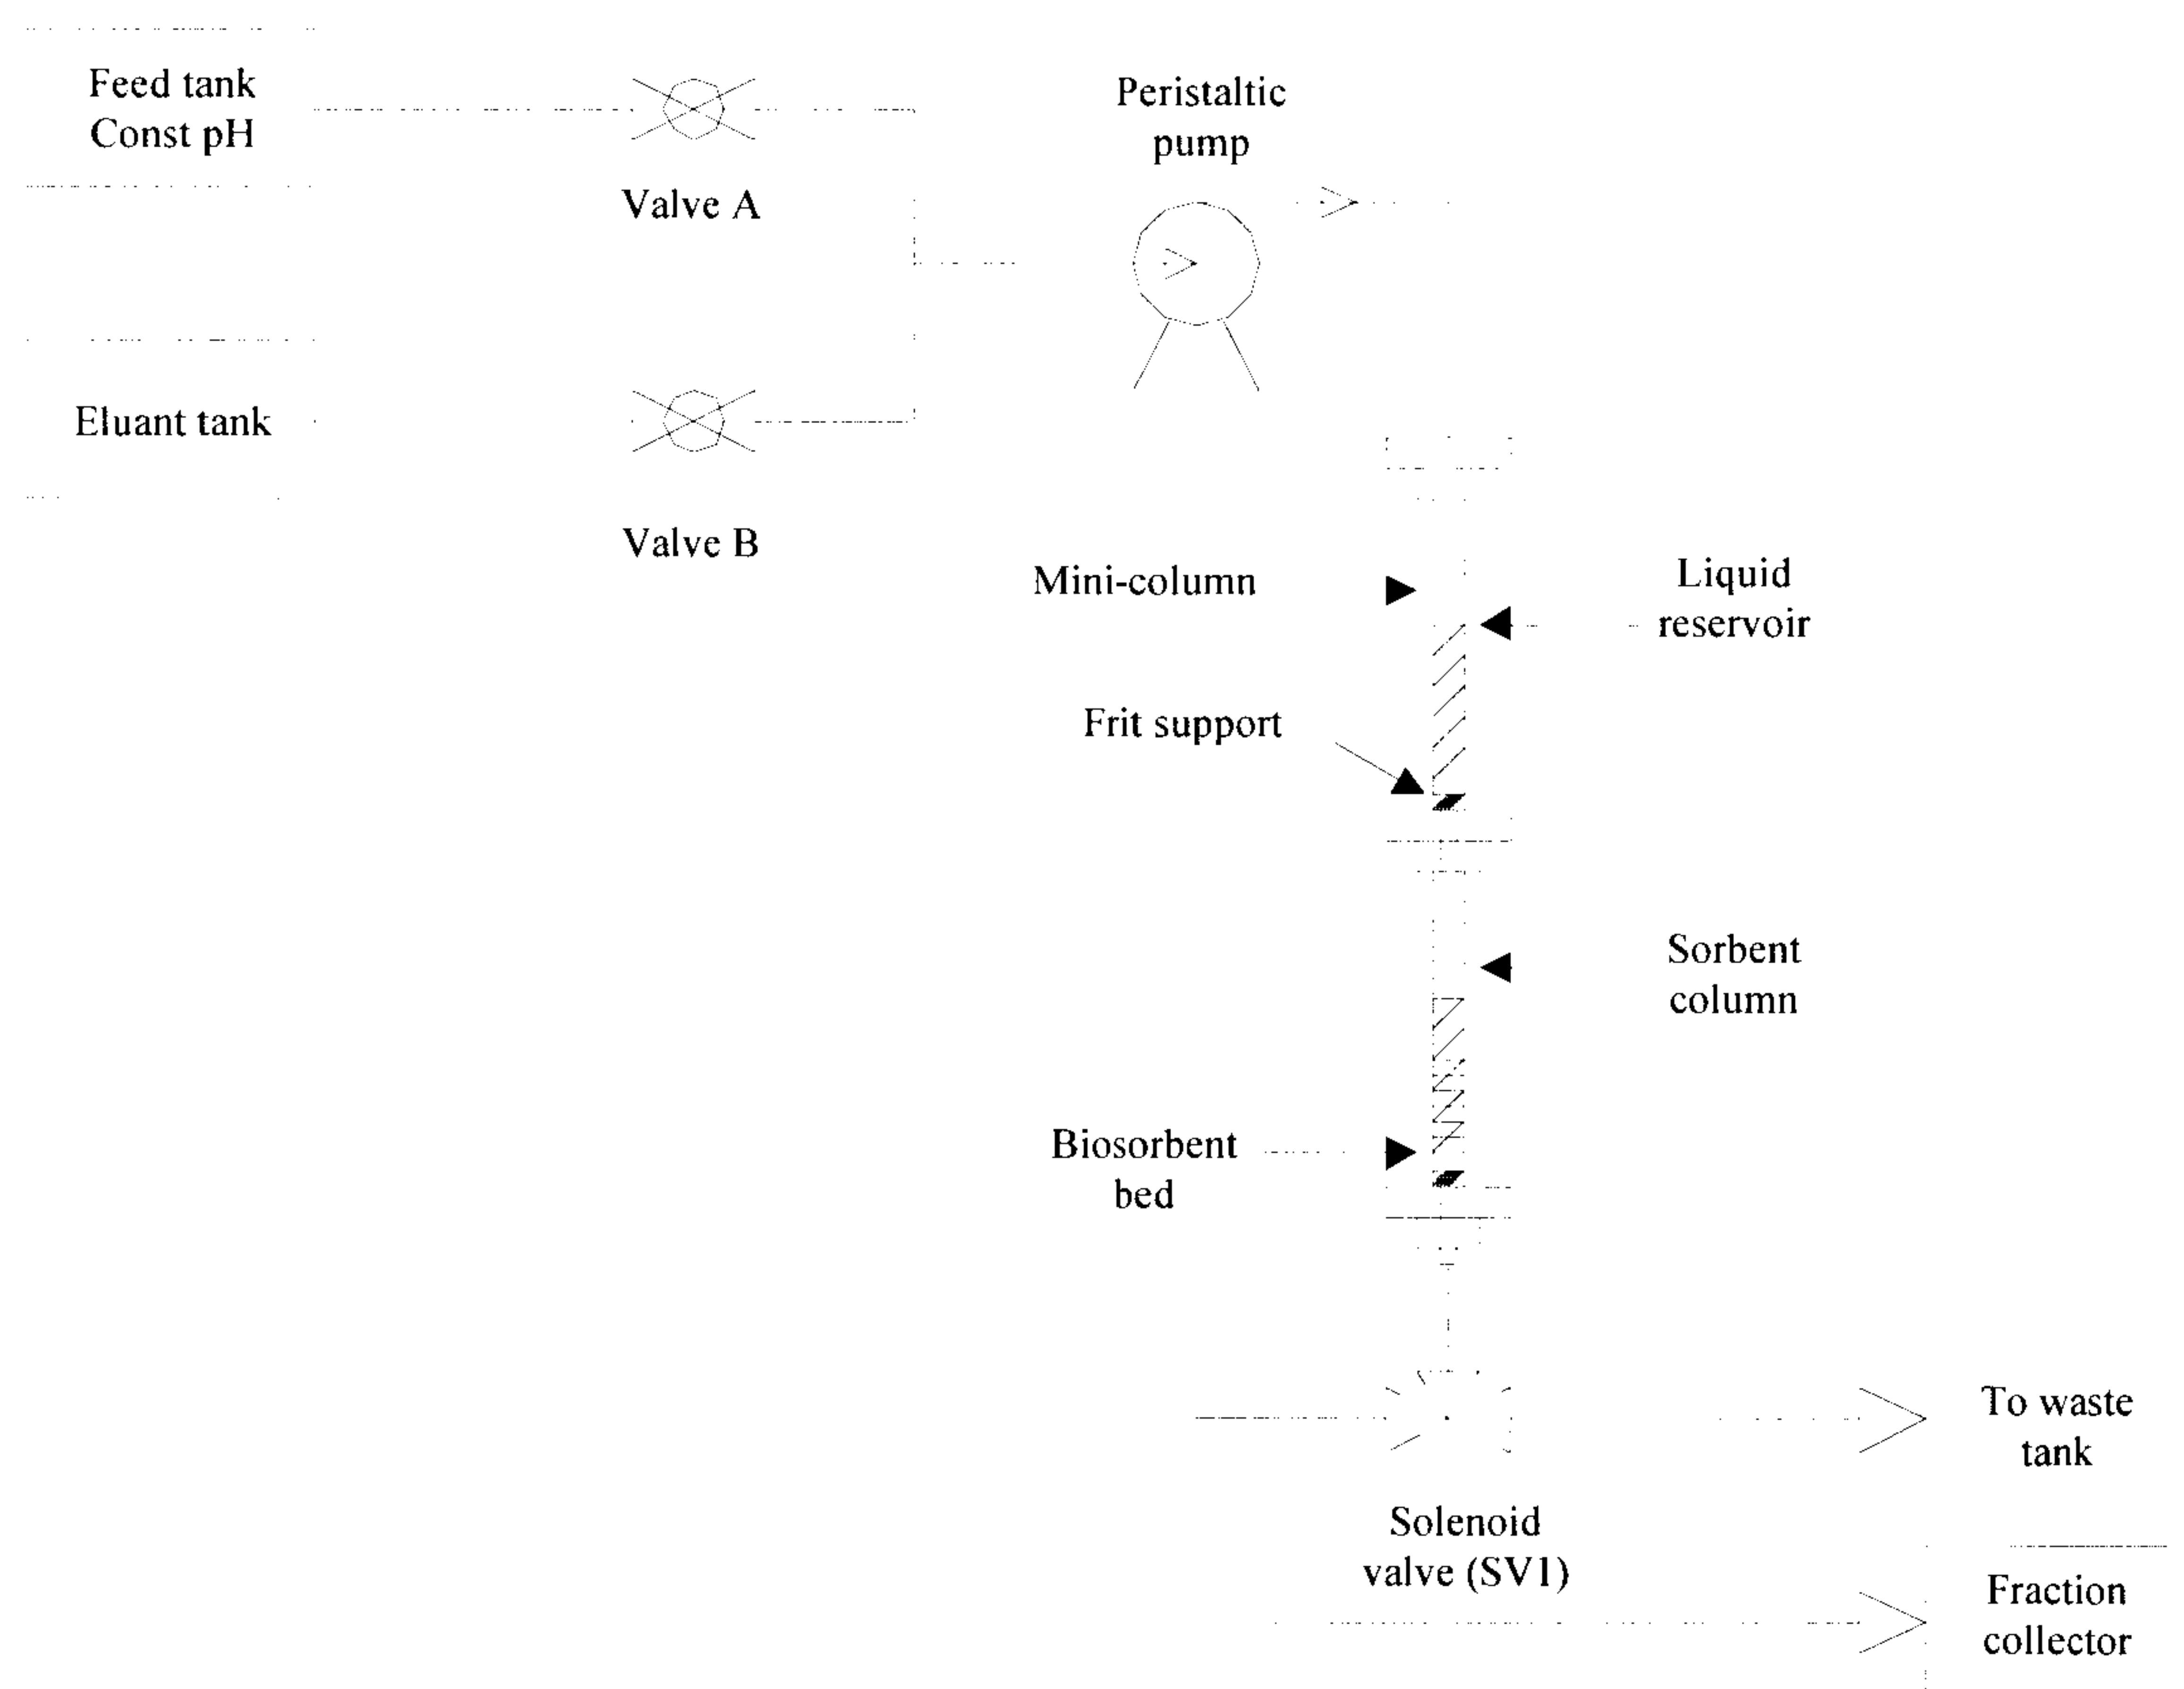 Feed tank
Const pH
Valve A
Peristaltic
pump
Eluant tank
Valve B
Mini-column
Liquid
reservoir
Frit support
Sorbent
column
Biosorbent
bed
To waste
tank
Solenoid
valve (SV1)
Fraction
collector